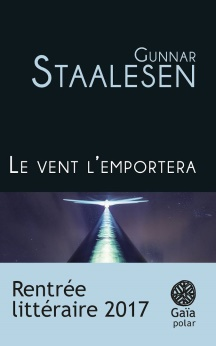 GUNNAR
STAALESEN
LE VENT L'EMPORTERA
Rentrée
littéraire 2017
Gaïa
polar